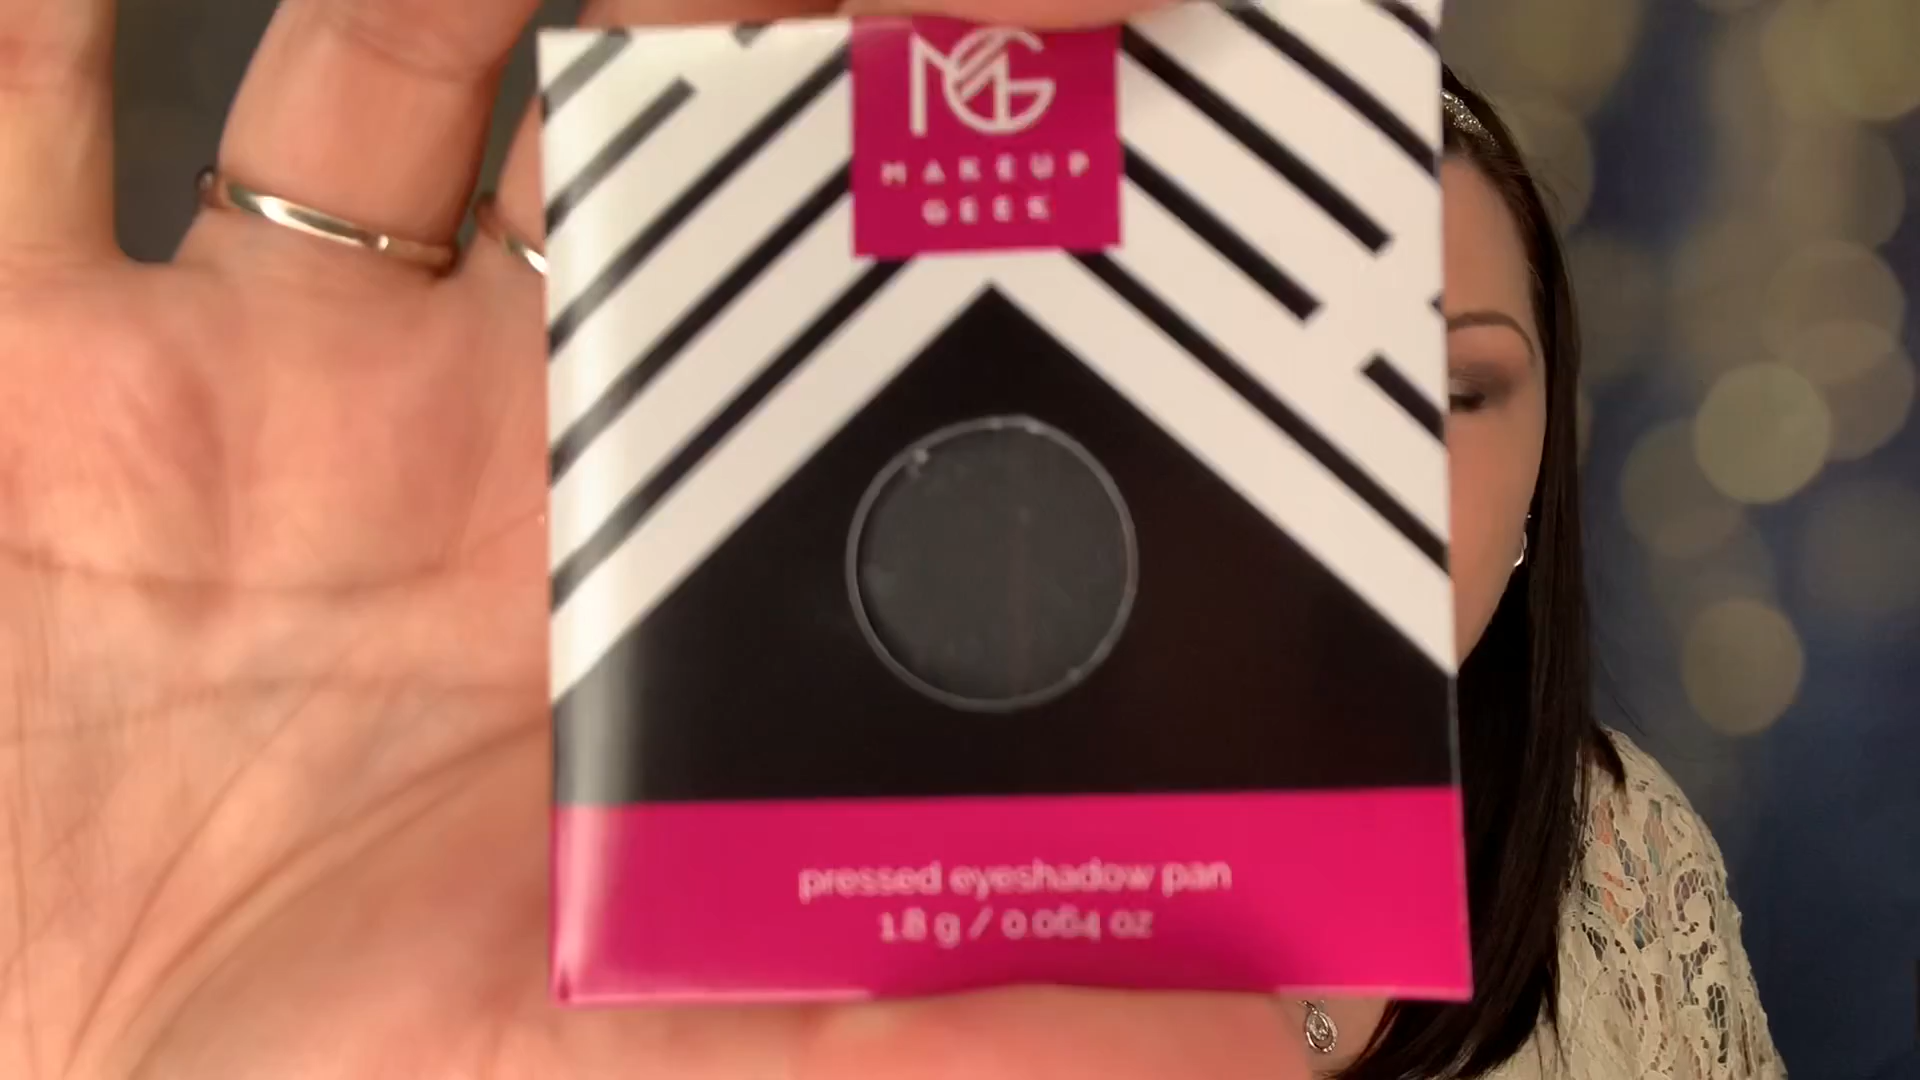 MG
MAKEUP
GEEK
pressed eyeshadow pan
1.8 g / 0.064 oz